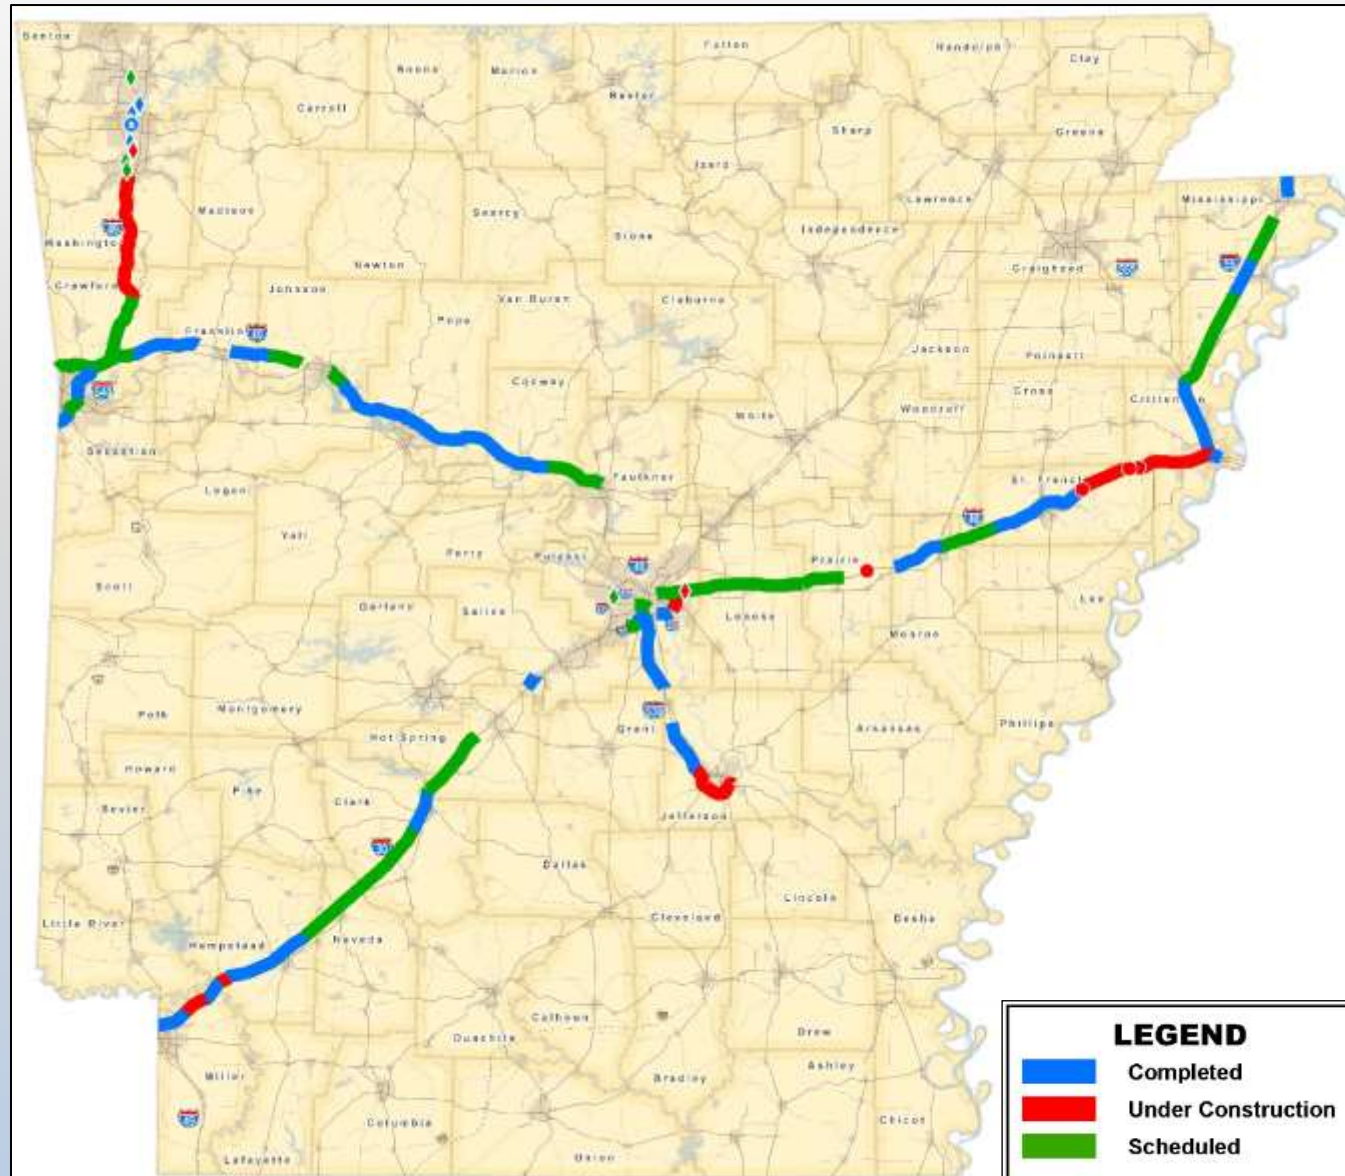 Benton
Boone
Marion
Fulton
Randolph
Clay
Carroll
Baxter
Sharp
Greene
Izard
Madison
Searcy
Stone
Lawrence
Mississippi
Washington
Independence
Craighead
Crawford
Johnson
Newton
Van Buren
Cleburne
Pope
Franklin
Jackson
Poinsett
Conway
White
Woodruff
Cross
Crittenden
Sebastian
Logan
Faulkner
St. Francis
Yell
Perry
Pulaski
Prairie
Scott
Garland
Saline
Lonoke
Lee
Monroe
Polk
Montgomery
Hot Spring
Grant
Arkansas
Phillips
Howard
Pike
Clark
Sevier
Jefferson
Dallas
Lincoln
Little River
Hempstead
Nevada
Cleveland
Desha
Calhoun
Ouachita
Drew
Miller
Bradley
Ashley
Columbia
Chicot
Lafayette
Union
LEGEND
Completed
Under Construction
Scheduled